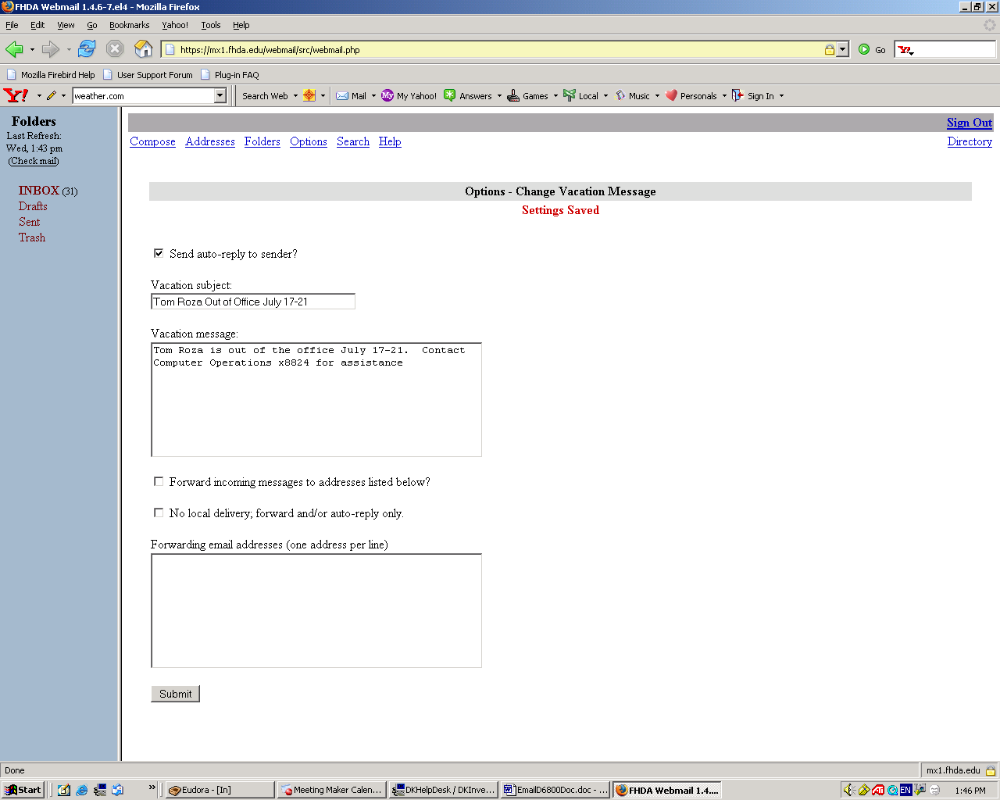 FHDA Webmail 1.4.6-7.el4 - Mozilla Firefox
File Edit View Go Bookmarks Yahoo! Tools Help
https://mx1.fhda.edu/webmail/src/webmail.php Go Y!
Mozilla Firebird Help User Support Forum Plug-in FAQ
Y! weather.com Search Web Mail My My Yahoo! Answers Games Local Music Personals Sign In
Folders
Last Refresh:
Wed, 1:43 pm
(Check mail)
INBOX (31)
Drafts
Sent
Trash
Sign Out
Compose Addresses Folders Options Search Help Directory
Options - Change Vacation Message
Settings Saved
Send auto-reply to sender?
Vacation subject:
Tom Roza Out of Office July 17-21
Vacation message:
Tom Roza is out of the office July 17-21.  Contact
Computer Operations x8824 for assistance
Forward incoming messages to addresses listed below?
No local delivery; forward and/or auto-reply only.
Forwarding email addresses (one address per line)
Submit
Done mx1.fhda.edu
Start » Eudora - [In] Meeting Maker Calen... DKHelpDesk / DKInve... EmailD6800Doc.doc - ... FHDA Webmail 1.4.... EN 1:46 PM